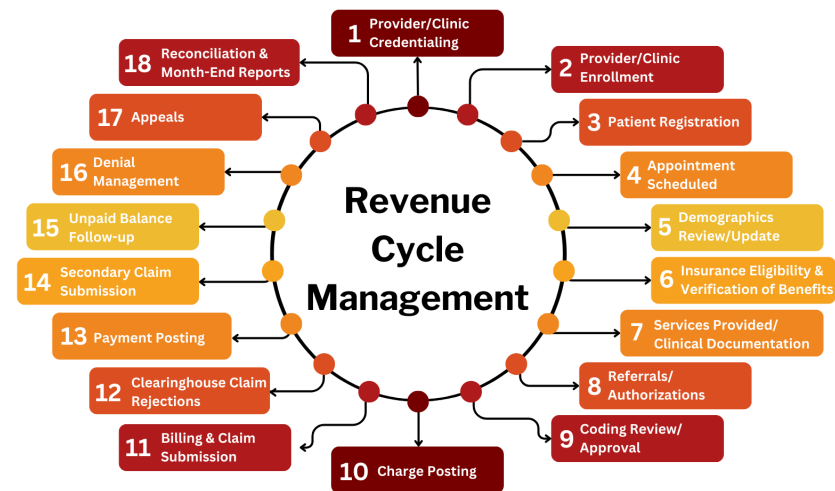 Revenue
Cycle
Management
1 Provider/Clinic
Credentialing
2 Provider/Clinic
Enrollment
3 Patient Registration
4 Appointment
Scheduled
5 Demographics
Review/Update
6 Insurance Eligibility &
Verification of Benefits
7 Services Provided/
Clinical Documentation
8 Referrals/
Authorizations
9 Coding Review/
Approval
10 Charge Posting
11 Billing & Claim
Submission
12 Clearinghouse Claim
Rejections
13 Payment Posting
14 Secondary Claim
Submission
15 Unpaid Balance
Follow-up
16 Denial
Management
17 Appeals
18 Reconciliation &
Month-End Reports